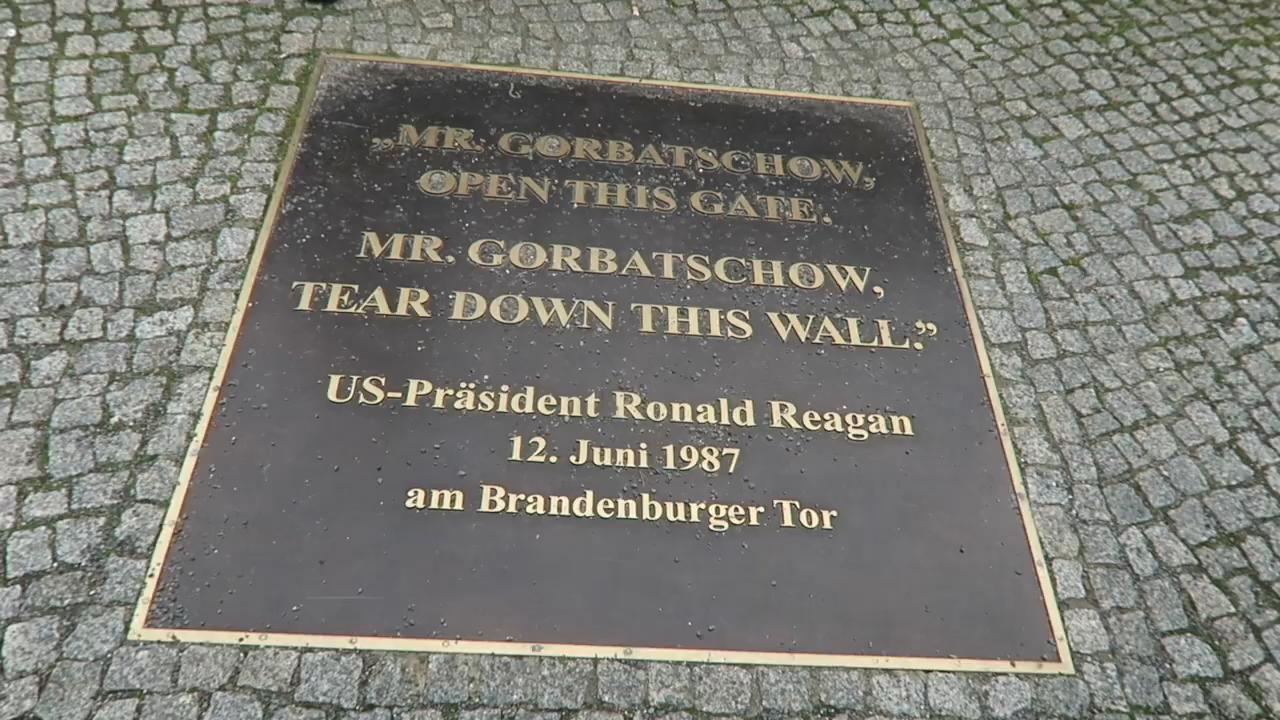 „MR. GORBATSCHOW,
OPEN THIS GATE.
MR. GORBATSCHOW,
TEAR DOWN THIS WALL.”
US-Präsident Ronald Reagan
12. Juni 1987
am Brandenburger Tor